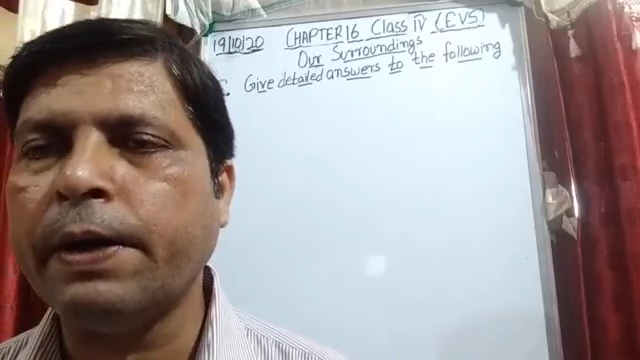 19/10/20 CHAPTER 16 Class IV (EVS)
Our Surroundings
C. Give detailed answers to the following